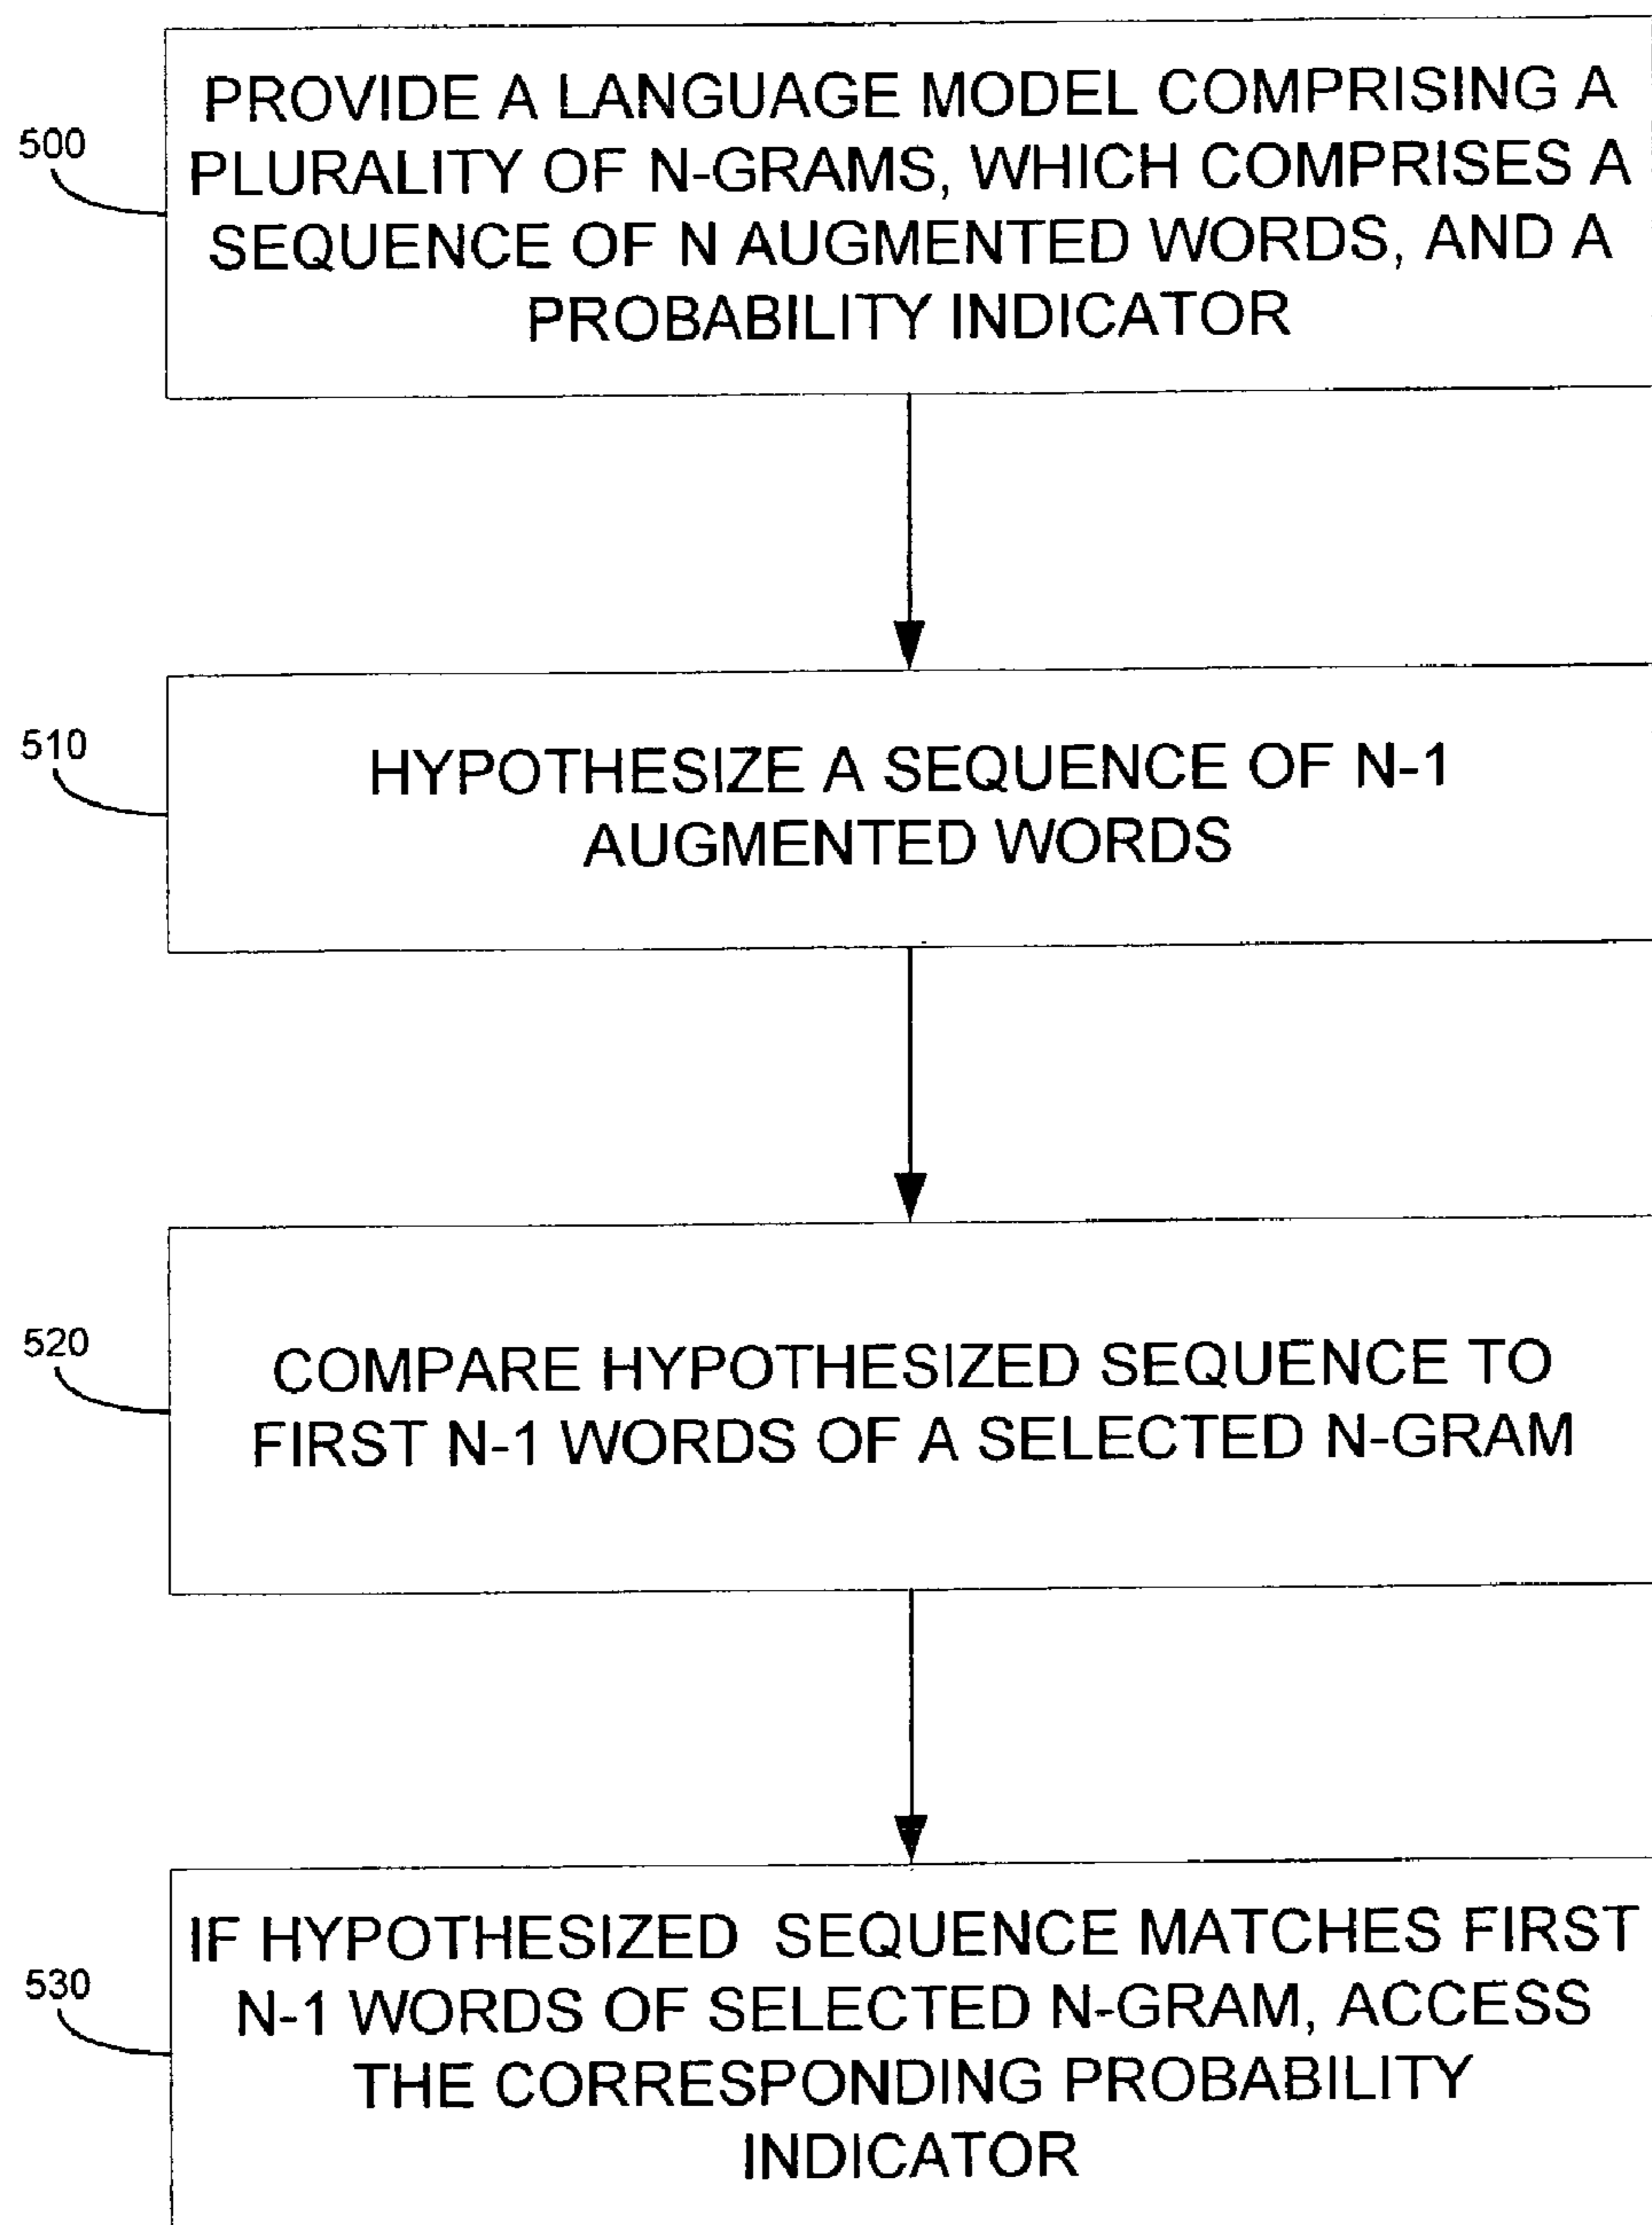 PROVIDE A LANGUAGE MODEL COMPRISING A
PLURALITY OF N-GRAMS, WHICH COMPRISES A
500
SEQUENCE OF N AUGMENTED WORDS, AND A
PROBABILITY INDICATOR
510
HYPOTHESIZE A SEQUENCE OF N-1
AUGMENTED WORDS
520
COMPARE HYPOTHESIZED SEQUENCE TO
FIRST N-1 WORDS OF A SELECTED N-GRAM
IF HYPOTHESIZED SEQUENCE MATCHES FIRST
530
N-1 WORDS OF SELECTED N-GRAM, ACCESS
THE CORRESPONDING PROBABILITY
INDICATOR